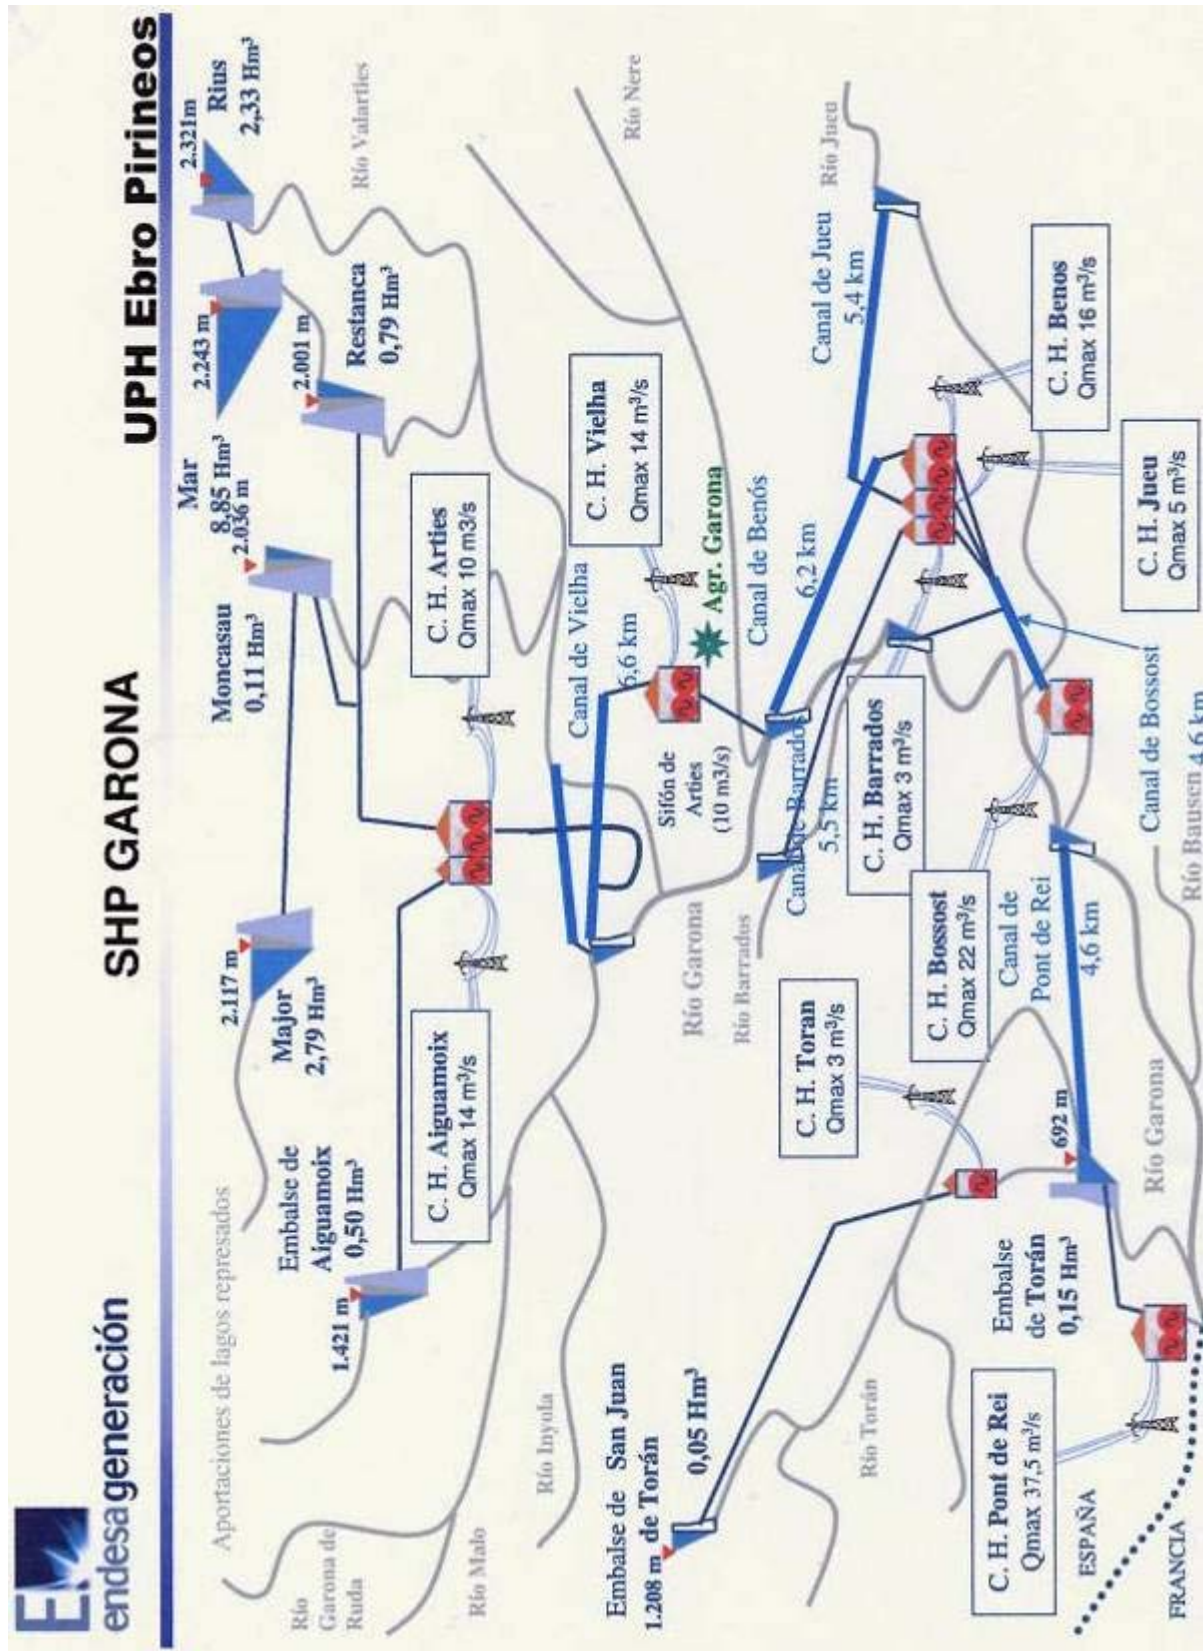 endesa generación
SHP GARONA
UPH Ebro Pirineos
Aportaciones de lagos represados
Río
Garona de
Ruda
Río Malo
Río Inyola
1.421 m
Embalse de
Aiguamoix
0,50 Hm³
2.117 m
Major
2,79 Hm³
Moncasau
0,11 Hm³
2.036 m
Mar
8,85 Hm³
2.243 m
2.321m
Rius
2,33 Hm³
2.001 m
Restanca
0,79 Hm³
Río Valarties
C. H. Aiguamoix
Qmax 14 m³/s
C. H. Arties
Qmax 10 m3/s
Canal de Vielha
6,6 km
C. H. Vielha
Qmax 14 m³/s
Sifón de
Arties
(10 m3/s)
Agr. Garona
Río Nere
Río Garona
Río Barrados
Canal de Benós
6,2 km
Canal de Barrados
5,5 km
Canal de Jueu
5,4 km
Río Jueu
Embalse de San Juan
1.208 m de Torán
0,05 Hm³
C. H. Toran
Qmax 3 m³/s
C. H. Barrados
Qmax 3 m³/s
C. H. Bossost
Qmax 22 m³/s
C. H. Benos
Qmax 16 m³/s
C. H. Jueu
Qmax 5 m³/s
Río Torán
Canal de
Pont de Rei
4,6 km
692 m
Embalse
de Torán
0,15 Hm³
Río Garona
Canal de Bossost
4,6 km
Río Bausen
C. H. Pont de Rei
Qmax 37,5 m³/s
ESPAÑA
FRANCIA